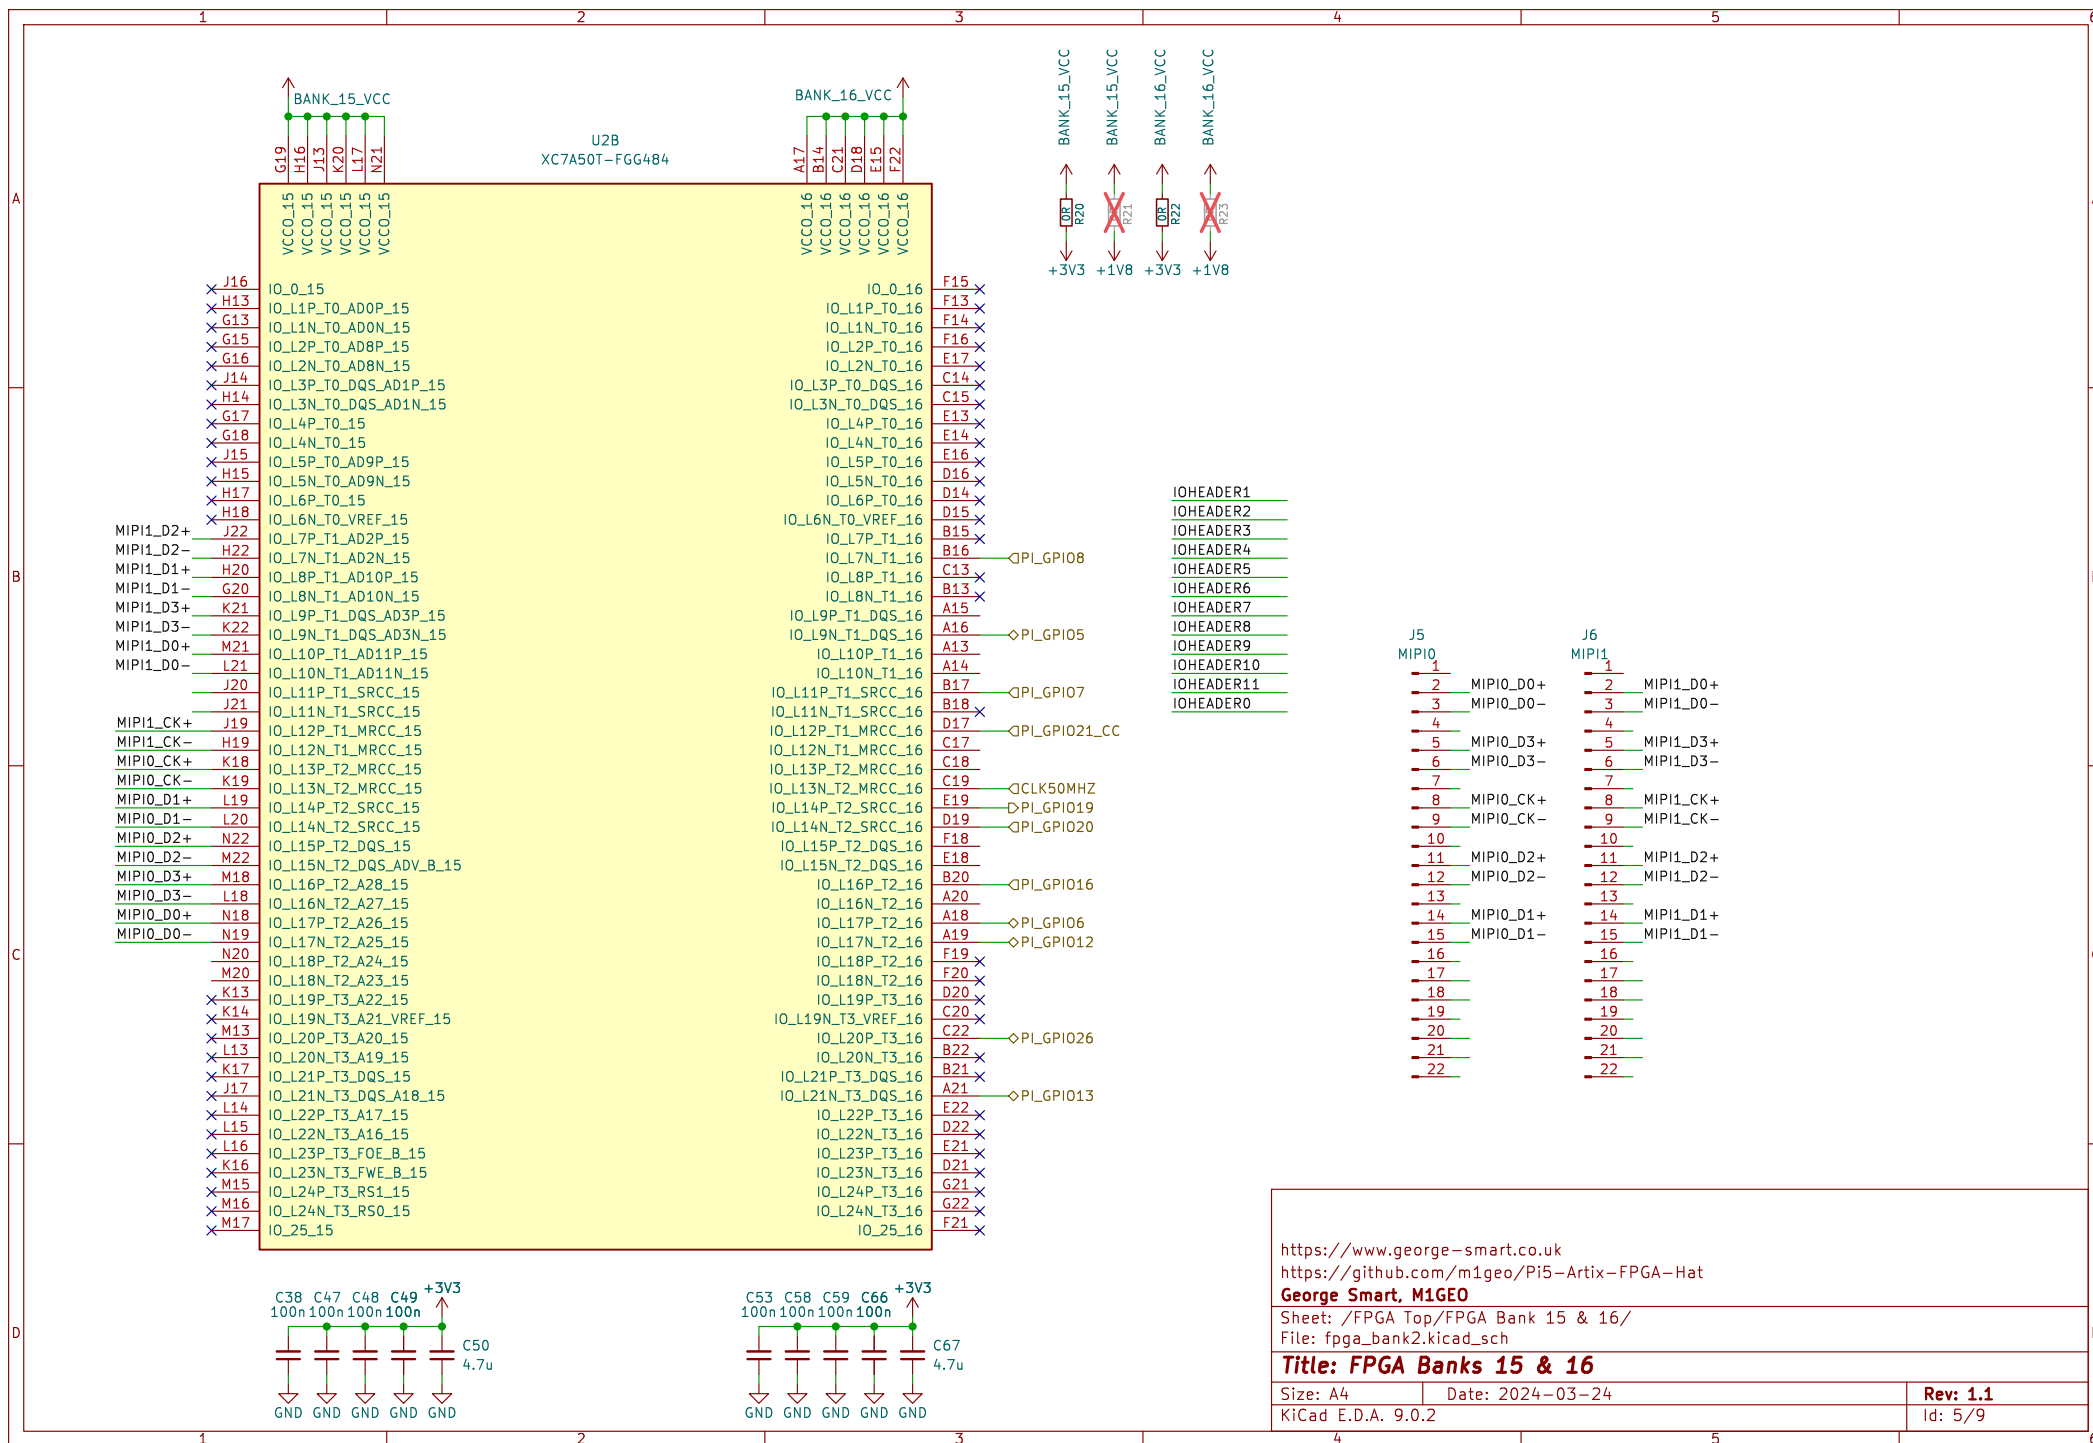 1 2 3 4 5 6
BANK_15_VCC BANK_16_VCC
BANK_15_VCC BANK_15_VCC BANK_16_VCC BANK_16_VCC
U2B
XC7A50T-FGG484
G19 H16 J13 K20 L17 N21
A17 B14 C21 D18 E15 F22
VCCO_15 VCCO_15 VCCO_15 VCCO_15 VCCO_15 VCCO_15
VCCO_16 VCCO_16 VCCO_16 VCCO_16 VCCO_16 VCCO_16
0R R20 R21 0R R22 R23
+3V3 +1V8 +3V3 +1V8
A
B
C
D
J16 IO_0_15
H13 IO_L1P_T0_AD0P_15
G13 IO_L1N_T0_AD0N_15
G15 IO_L2P_T0_AD8P_15
G16 IO_L2N_T0_AD8N_15
J14 IO_L3P_T0_DQS_AD1P_15
H14 IO_L3N_T0_DQS_AD1N_15
G17 IO_L4P_T0_15
G18 IO_L4N_T0_15
J15 IO_L5P_T0_AD9P_15
H15 IO_L5N_T0_AD9N_15
H17 IO_L6P_T0_15
H18 IO_L6N_T0_VREF_15
MIPI1_D2+ J22 IO_L7P_T1_AD2P_15
MIPI1_D2- H22 IO_L7N_T1_AD2N_15
MIPI1_D1+ H20 IO_L8P_T1_AD10P_15
MIPI1_D1- G20 IO_L8N_T1_AD10N_15
MIPI1_D3+ K21 IO_L9P_T1_DQS_AD3P_15
MIPI1_D3- K22 IO_L9N_T1_DQS_AD3N_15
MIPI1_D0+ M21 IO_L10P_T1_AD11P_15
MIPI1_D0- L21 IO_L10N_T1_AD11N_15
J20 IO_L11P_T1_SRCC_15
J21 IO_L11N_T1_SRCC_15
MIPI1_CK+ J19 IO_L12P_T1_MRCC_15
MIPI1_CK- H19 IO_L12N_T1_MRCC_15
MIPI0_CK+ K18 IO_L13P_T2_MRCC_15
MIPI0_CK- K19 IO_L13N_T2_MRCC_15
MIPI0_D1+ L19 IO_L14P_T2_SRCC_15
MIPI0_D1- L20 IO_L14N_T2_SRCC_15
MIPI0_D2+ N22 IO_L15P_T2_DQS_15
MIPI0_D2- M22 IO_L15N_T2_DQS_ADV_B_15
MIPI0_D3+ M18 IO_L16P_T2_A28_15
MIPI0_D3- L18 IO_L16N_T2_A27_15
MIPI0_D0+ N18 IO_L17P_T2_A26_15
MIPI0_D0- N19 IO_L17N_T2_A25_15
N20 IO_L18P_T2_A24_15
M20 IO_L18N_T2_A23_15
K13 IO_L19P_T3_A22_15
K14 IO_L19N_T3_A21_VREF_15
M13 IO_L20P_T3_A20_15
L13 IO_L20N_T3_A19_15
K17 IO_L21P_T3_DQS_15
J17 IO_L21N_T3_DQS_A18_15
L14 IO_L22P_T3_A17_15
L15 IO_L22N_T3_A16_15
L16 IO_L23P_T3_FOE_B_15
K16 IO_L23N_T3_FWE_B_15
M15 IO_L24P_T3_RS1_15
M16 IO_L24N_T3_RS0_15
M17 IO_25_15
IO_0_16 F15
IO_L1P_T0_16 F13
IO_L1N_T0_16 F14
IO_L2P_T0_16 F16
IO_L2N_T0_16 E17
IO_L3P_T0_DQS_16 C14
IO_L3N_T0_DQS_16 C15
IO_L4P_T0_16 E13
IO_L4N_T0_16 E14
IO_L5P_T0_16 E16
IO_L5N_T0_16 D16
IO_L6P_T0_16 D14
IO_L6N_T0_VREF_16 D15
IO_L7P_T1_16 B15
IO_L7N_T1_16 B16 PI_GPIO8
IO_L8P_T1_16 C13
IO_L8N_T1_16 B13
IO_L9P_T1_DQS_16 A15
IO_L9N_T1_DQS_16 A16 PI_GPIO5
IO_L10P_T1_16 A13
IO_L10N_T1_16 A14
IO_L11P_T1_SRCC_16 B17 PI_GPIO7
IO_L11N_T1_SRCC_16 B18
IO_L12P_T1_MRCC_16 D17 PI_GPIO21_CC
IO_L12N_T1_MRCC_16 C17
IO_L13P_T2_MRCC_16 C18
IO_L13N_T2_MRCC_16 C19 CLK50MHZ
IO_L14P_T2_SRCC_16 E19 PI_GPIO19
IO_L14N_T2_SRCC_16 D19 PI_GPIO20
IO_L15P_T2_DQS_16 F18
IO_L15N_T2_DQS_16 E18
IO_L16P_T2_16 B20 PI_GPIO16
IO_L16N_T2_16 A20
IO_L17P_T2_16 A18 PI_GPIO6
IO_L17N_T2_16 A19 PI_GPIO12
IO_L18P_T2_16 F19
IO_L18N_T2_16 F20
IO_L19P_T3_16 D20
IO_L19N_T3_VREF_16 C20
IO_L20P_T3_16 C22 PI_GPIO26
IO_L20N_T3_16 B22
IO_L21P_T3_DQS_16 B21
IO_L21N_T3_DQS_16 A21 PI_GPIO13
IO_L22P_T3_16 E22
IO_L22N_T3_16 D22
IO_L23P_T3_16 E21
IO_L23N_T3_16 D21
IO_L24P_T3_16 G21
IO_L24N_T3_16 G22
IO_25_16 F21
IOHEADER1
IOHEADER2
IOHEADER3
IOHEADER4
IOHEADER5
IOHEADER6
IOHEADER7
IOHEADER8
IOHEADER9
IOHEADER10
IOHEADER11
IOHEADER0
J5
MIPI0
1
2 MIPI0_D0+
3 MIPI0_D0-
4
5 MIPI0_D3+
6 MIPI0_D3-
7
8 MIPI0_CK+
9 MIPI0_CK-
10
11 MIPI0_D2+
12 MIPI0_D2-
13
14 MIPI0_D1+
15 MIPI0_D1-
16
17
18
19
20
21
22
J6
MIPI1
1
2 MIPI1_D0+
3 MIPI1_D0-
4
5 MIPI1_D3+
6 MIPI1_D3-
7
8 MIPI1_CK+
9 MIPI1_CK-
10
11 MIPI1_D2+
12 MIPI1_D2-
13
14 MIPI1_D1+
15 MIPI1_D1-
16
17
18
19
20
21
22
C38 C47 C48 C49 +3V3
100n 100n 100n 100n
C50
4.7u
GND GND GND GND GND
C53 C58 C59 C66 +3V3
100n 100n 100n 100n
C67
4.7u
GND GND GND GND GND
https://www.george-smart.co.uk
https://github.com/m1geo/Pi5-Artix-FPGA-Hat
George Smart, M1GEO
Sheet: /FPGA Top/FPGA Bank 15 & 16/
File: fpga_bank2.kicad_sch
Title: FPGA Banks 15 & 16
Size: A4 Date: 2024-03-24 Rev: 1.1
KiCad E.D.A. 9.0.2 Id: 5/9
1 2 3 4 5